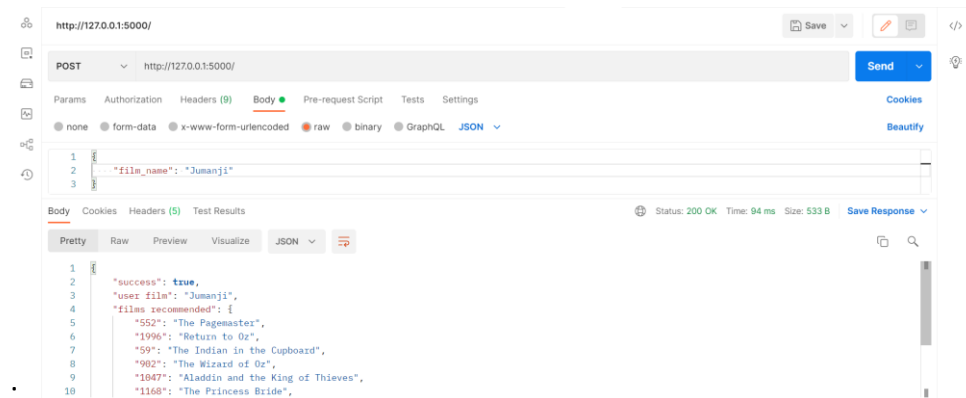 http://127.0.0.1:5000/ Save
POST http://127.0.0.1:5000/ Send
Params Authorization Headers (9) Body Pre-request Script Tests Settings Cookies
none form-data x-www-form-urlencoded raw binary GraphQL JSON Beautify
1 {
2 "film_name": "Jumanji"
3 }
Body Cookies Headers (5) Test Results Status: 200 OK Time: 94 ms Size: 533 B Save Response
Pretty Raw Preview Visualize JSON
1 {
2 "success": true,
3 "user film": "Jumanji",
4 "films recommended": {
5 "552": "The Pagemaster",
6 "1996": "Return to Oz",
7 "59": "The Indian in the Cupboard",
8 "902": "The Wizard of Oz",
9 "1047": "Aladdin and the King of Thieves",
10 "1168": "The Princess Bride",